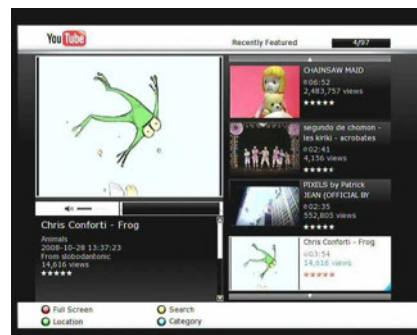 YouTube
Recently Featured
4/97
CHAINSAW MAID
06:52
2,483,757 views
segundo de chomon -
les kiriki - acrobates
02:41
4,156 views
PIXELS by Patrick
JEAN (OFFICIAL BY
02:35
552,805 views
Chris Conforti - Frog
03:54
14,616 views
Chris Conforti - Frog
Animals
2008-10-28 13:37:23
From slobodantonic
14,616 views
Full Screen
Search
Location
Category